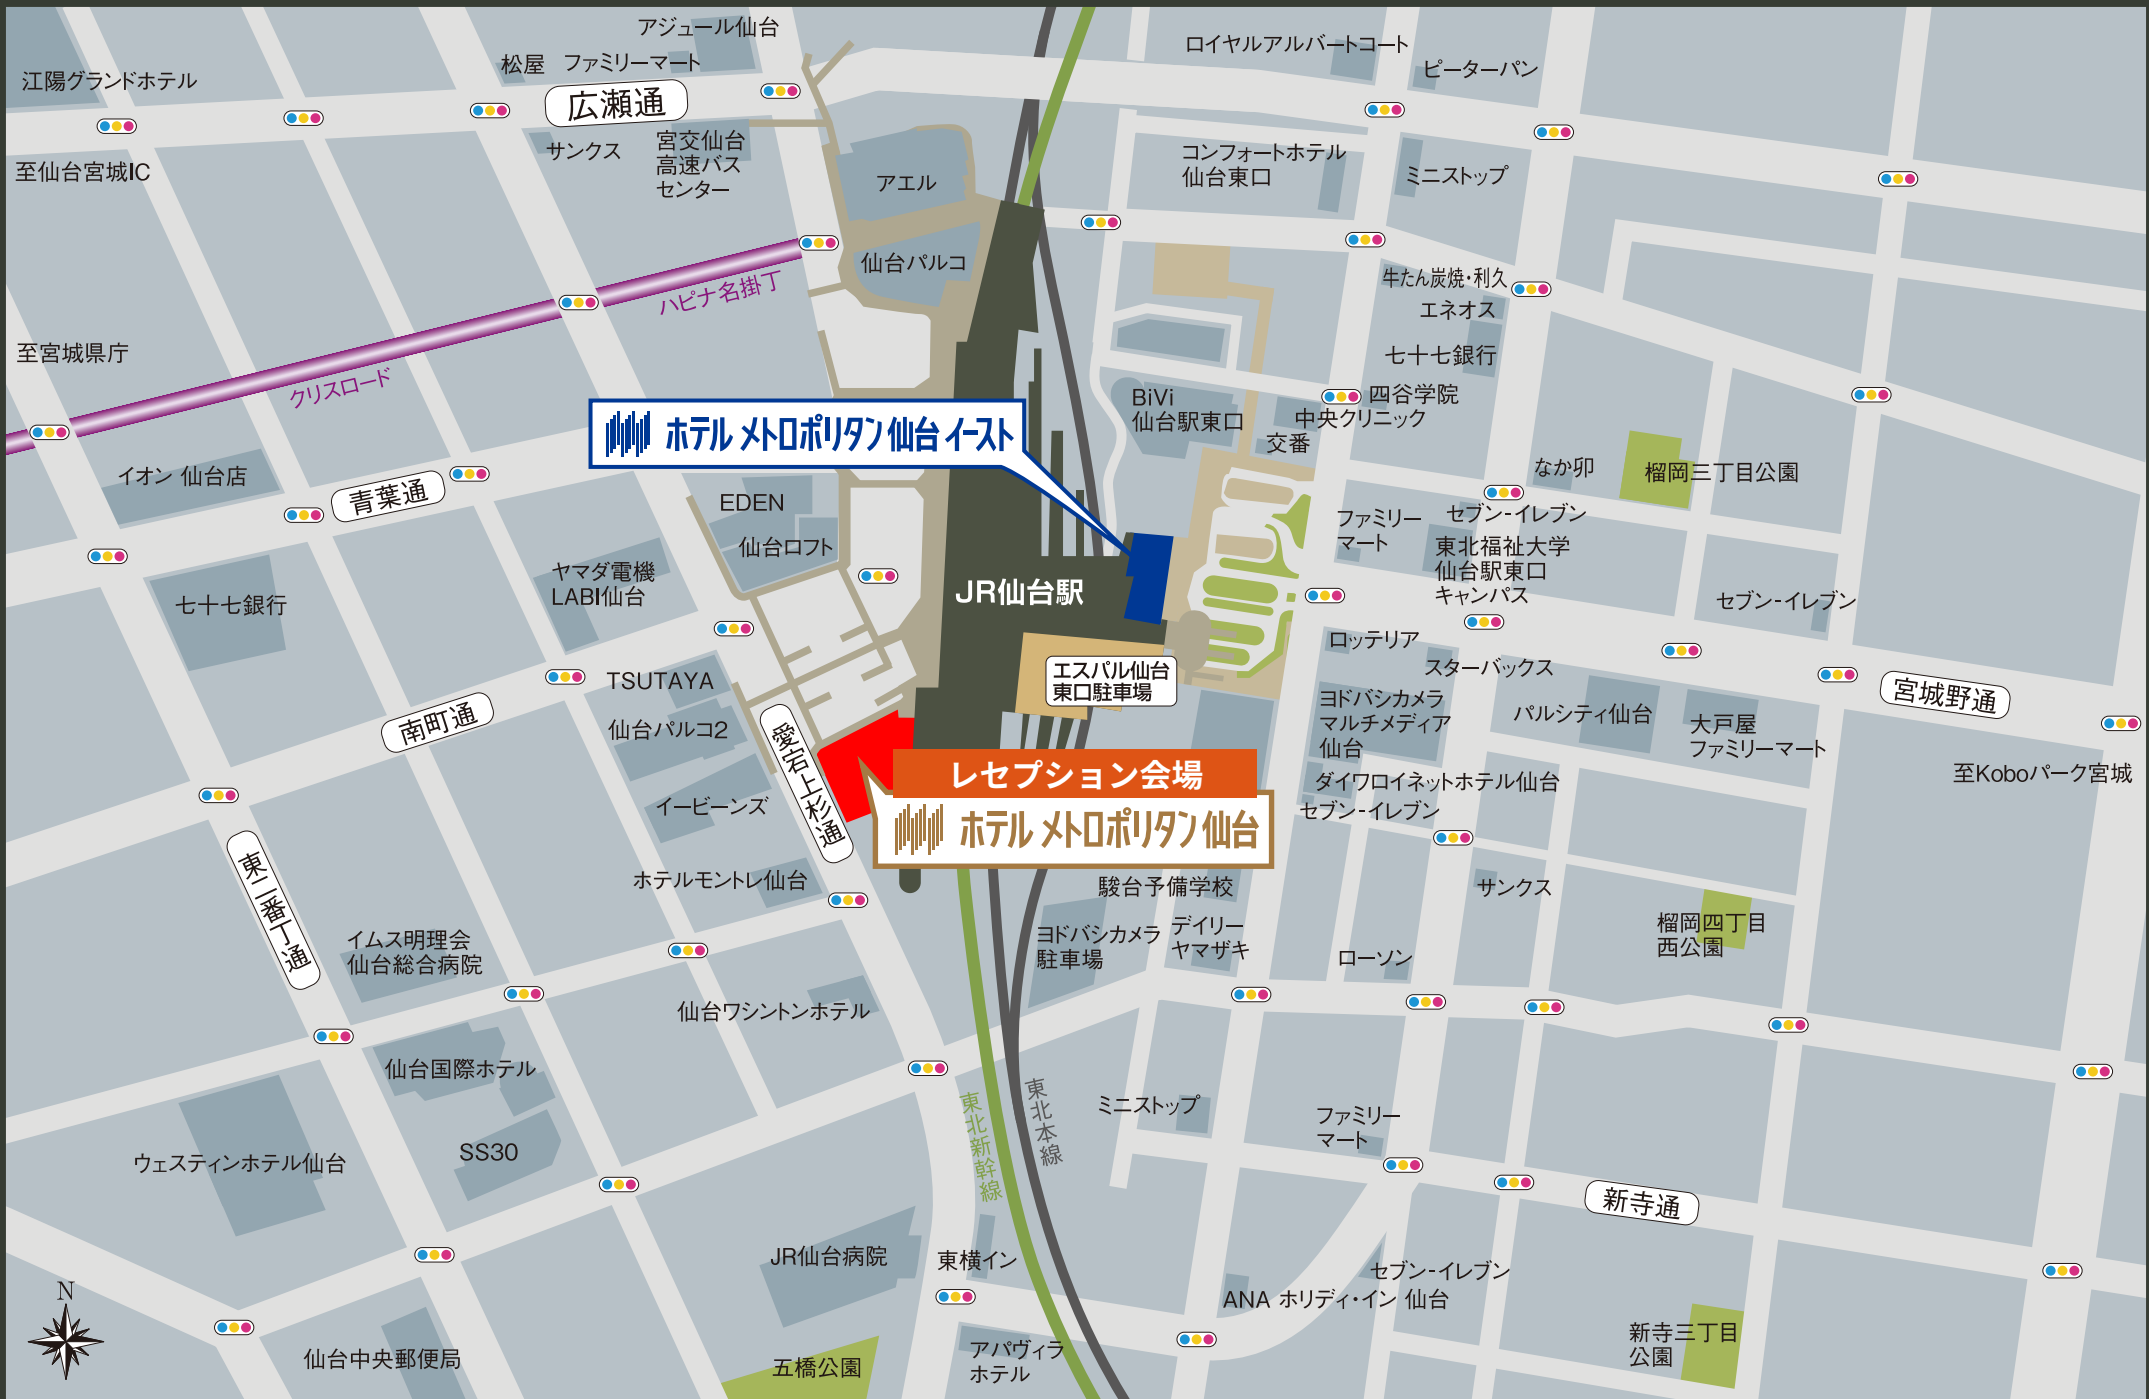 アジュール仙台
ロイヤルアルバートコート
松屋
ファミリーマート
ピーターパン
江陽グランドホテル
広瀬通
サンクス
宮交仙台
高速バス
センター
コンフォートホテル
仙台東口
至仙台宮城IC
アエル
ミニストップ
仙台パルコ
牛たん炭焼・利久
エネオス
ハピナ名掛丁
至宮城県庁
七十七銀行
クリスロード
BiVi
仙台駅東口
四谷学院
中央クリニック
交番
ホテル メトロポリタン 仙台 イースト
イオン 仙台店
青葉通
なか卯
榴岡三丁目公園
EDEN
仙台ロフト
ファミリー
マート
セブン-イレブン
東北福祉大学
仙台駅東口
キャンパス
ヤマダ電機
LABI仙台
JR仙台駅
七十七銀行
セブン-イレブン
ロッテリア
スターバックス
エスパル仙台
東口駐車場
TSUTAYA
仙台パルコ2
南町通
愛宕上杉通
ヨドバシカメラ
マルチメディア
仙台
パルシティ仙台
大戸屋
ファミリーマート
宮城野通
至Koboパーク宮城
レセプション会場
ホテル メトロポリタン 仙台
ダイワロイネットホテル仙台
セブン-イレブン
イービーンズ
東二番丁通
ホテルモントレ仙台
駿台予備学校
サンクス
ヨドバシカメラ
駐車場
デイリー
ヤマザキ
榴岡四丁目
西公園
イムス明理会
仙台総合病院
ローソン
仙台ワシントンホテル
仙台国際ホテル
東北新幹線
東北本線
ミニストップ
ファミリー
マート
ウェスティンホテル仙台
SS30
新寺通
JR仙台病院
東横イン
セブン-イレブン
ANA ホリディ・イン 仙台
N
仙台中央郵便局
五橋公園
アパヴィラ
ホテル
新寺三丁目
公園